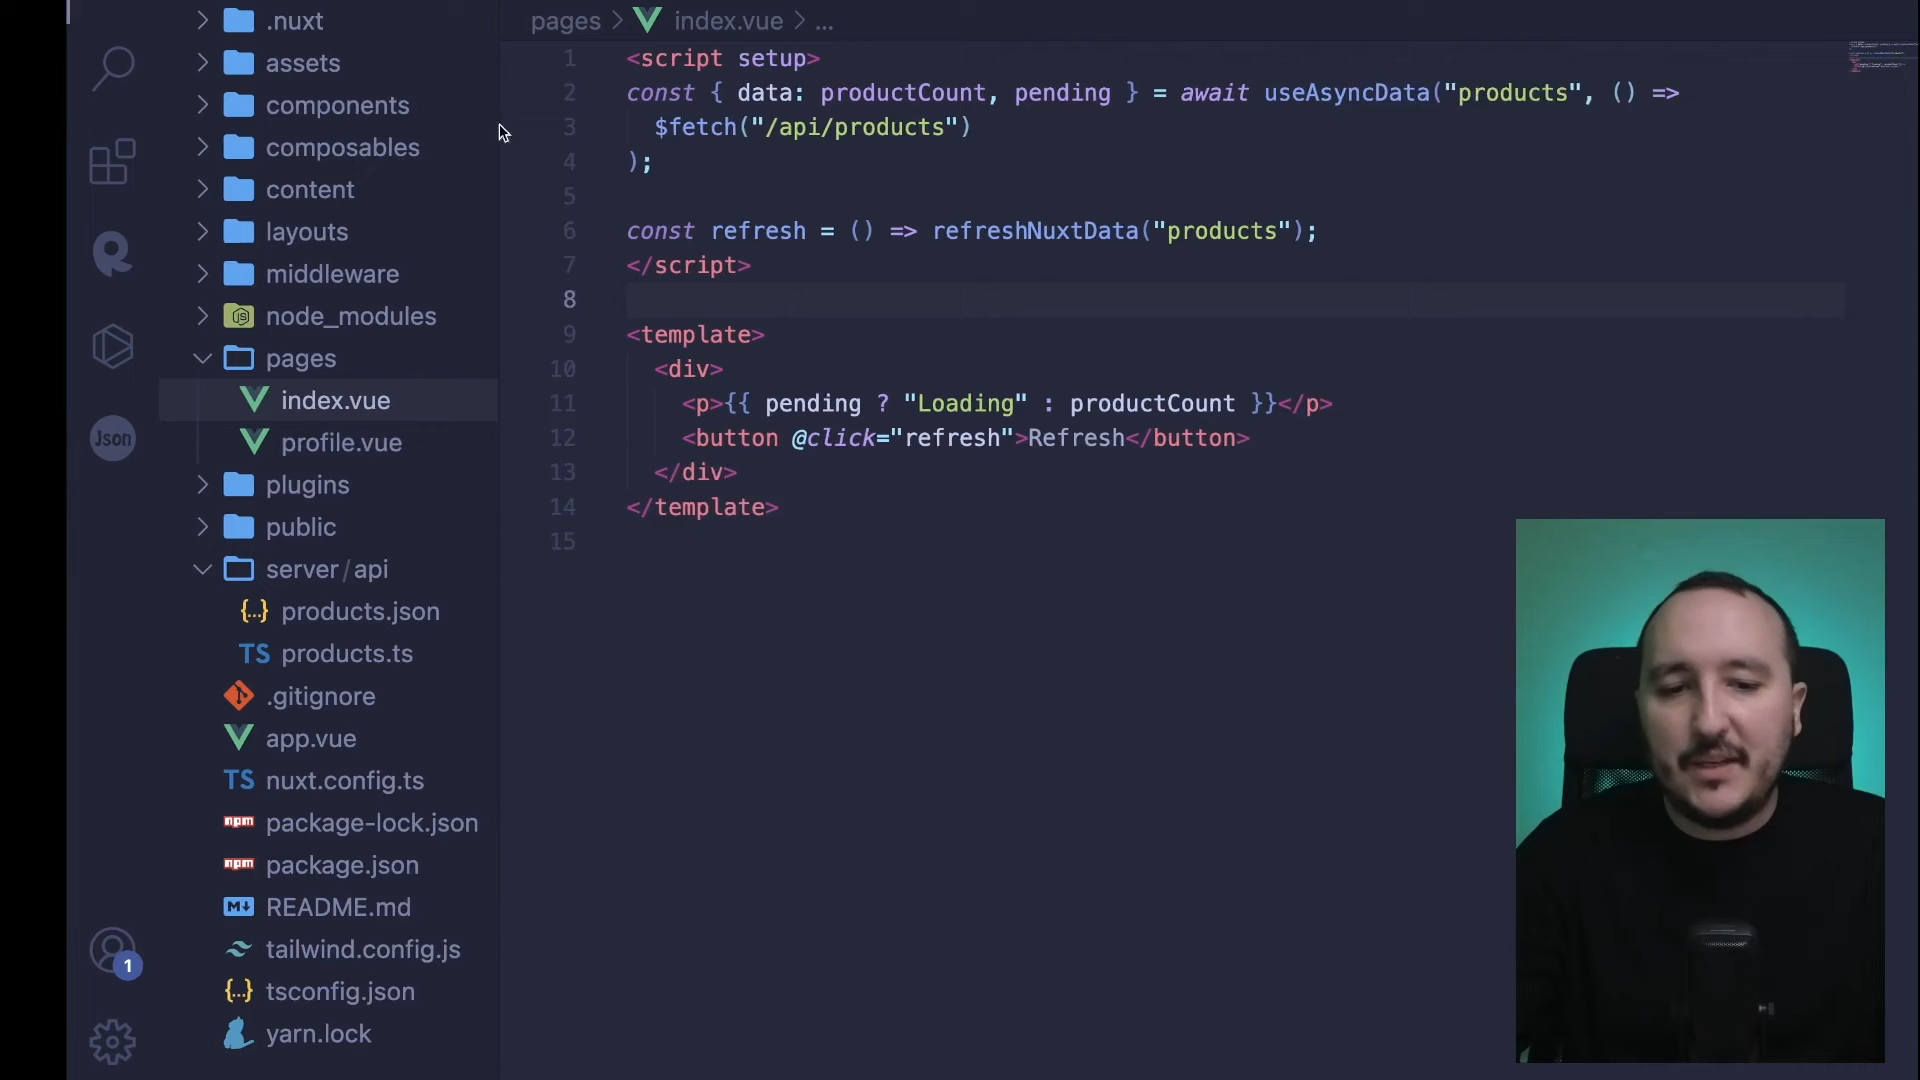 .nuxt
assets
components
composables
content
layouts
middleware
node_modules
pages
index.vue
profile.vue
plugins
public
server/api
products.json
products.ts
.gitignore
app.vue
nuxt.config.ts
package-lock.json
package.json
README.md
tailwind.config.js
tsconfig.json
yarn.lock
Json
1
pages > index.vue > ...
1 <script setup>
2 const { data: productCount, pending } = await useAsyncData("products", () =>
3 $fetch("/api/products")
4 );
5
6 const refresh = () => refreshNuxtData("products");
7 </script>
8
9 <template>
10 <div>
11 <p>{{ pending ? "Loading" : productCount }}</p>
12 <button @click="refresh">Refresh</button>
13 </div>
14 </template>
15